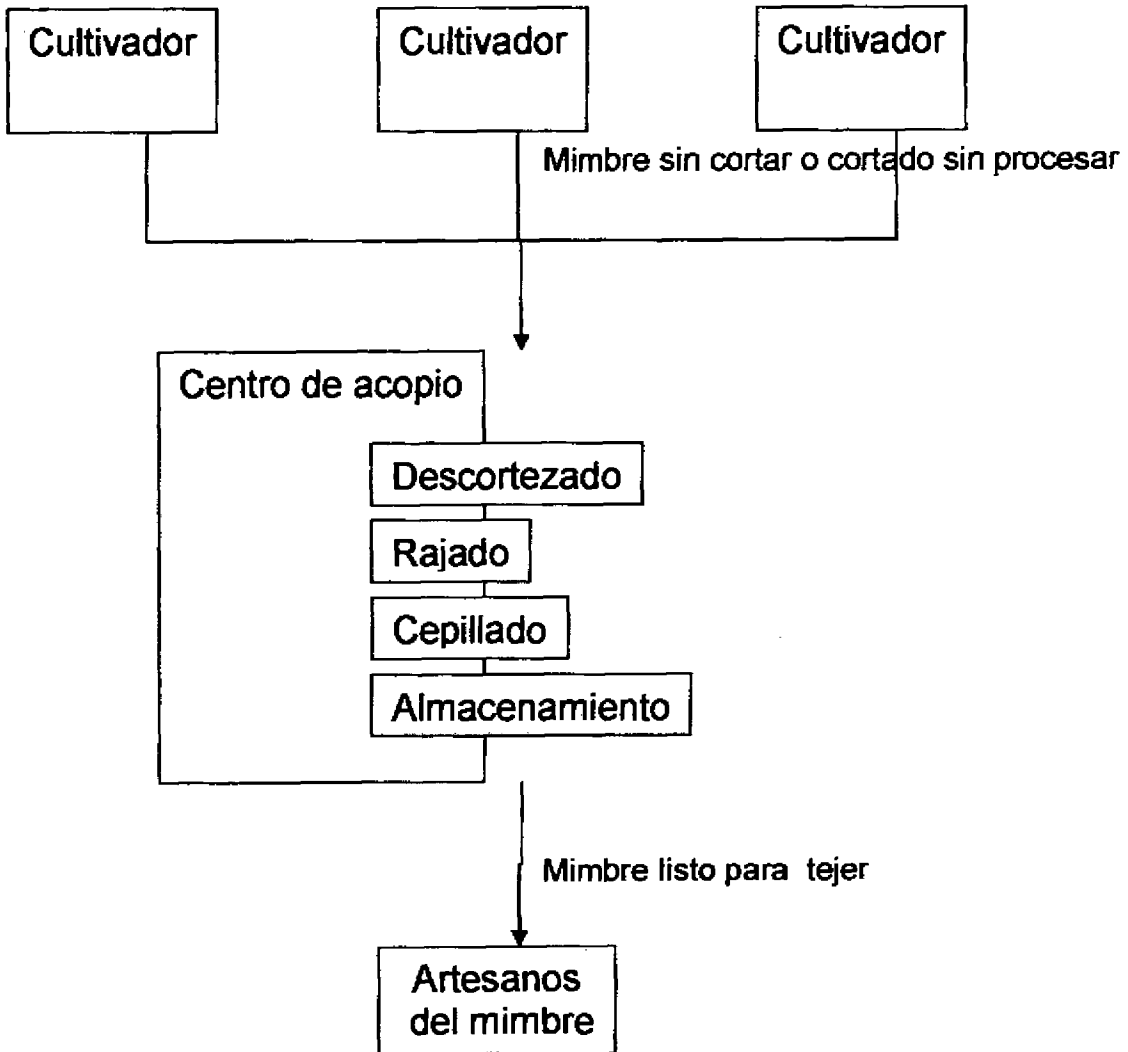 Cultivador
Cultivador
Cultivador
Mimbre sin cortar o cortado sin procesar
Centro de acopio
Descortezado
Rajado
Cepillado
Almacenamiento
Mimbre listo para tejer
Artesanos
del mimbre